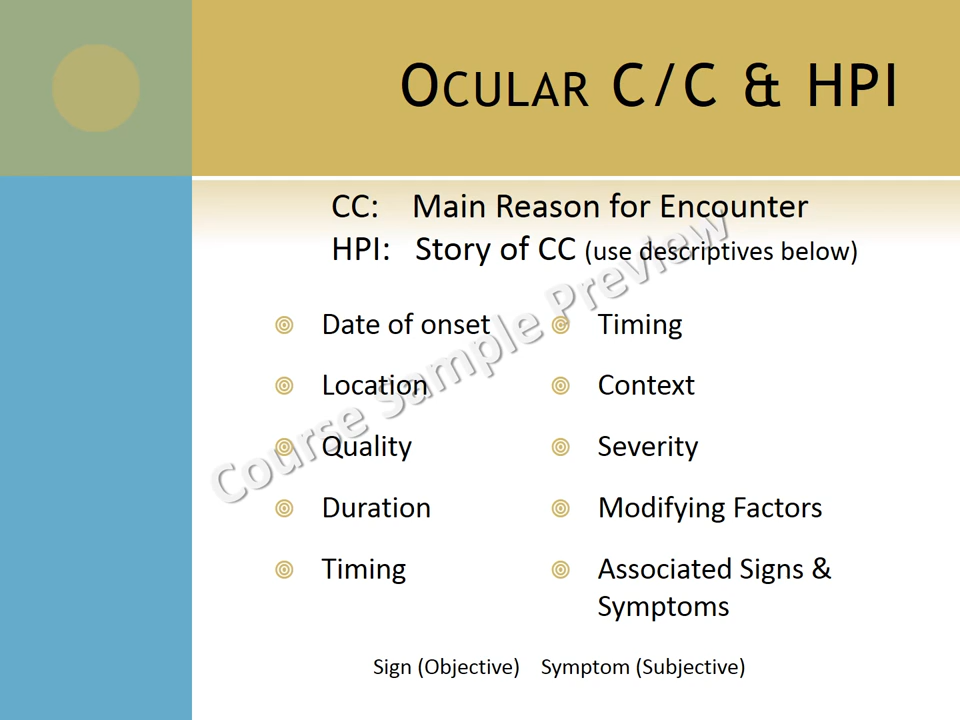 OCULAR C/C & HPI
CC: Main Reason for Encounter
HPI: Story of CC (use descriptives below)
Date of onset
Location
Quality
Duration
Timing
Timing
Context
Severity
Modifying Factors
Associated Signs &
Symptoms
Sign (Objective) Symptom (Subjective)
Course Sample Preview